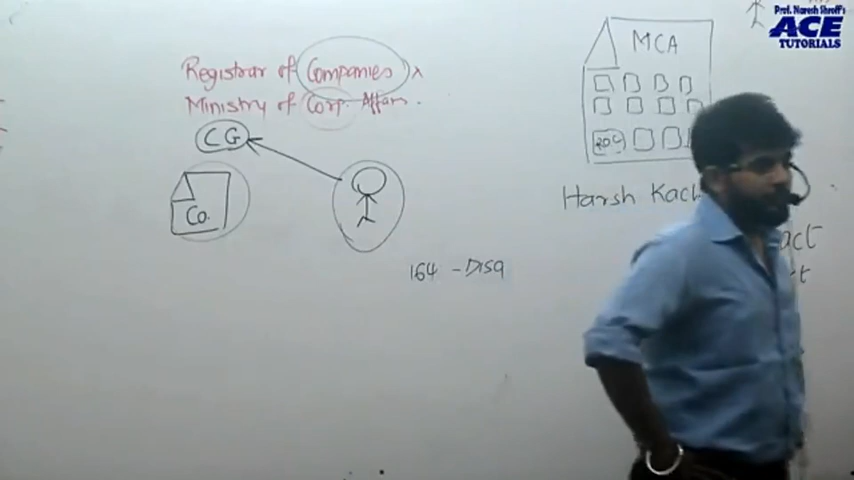 Prof. Naresh Shroff's
ACE
TUTORIALS
Registrar of Companies x
Ministry of Corp. Affairs.
CG
Co.
164 - Disq
MCA
ROC
Harsh Kach
act